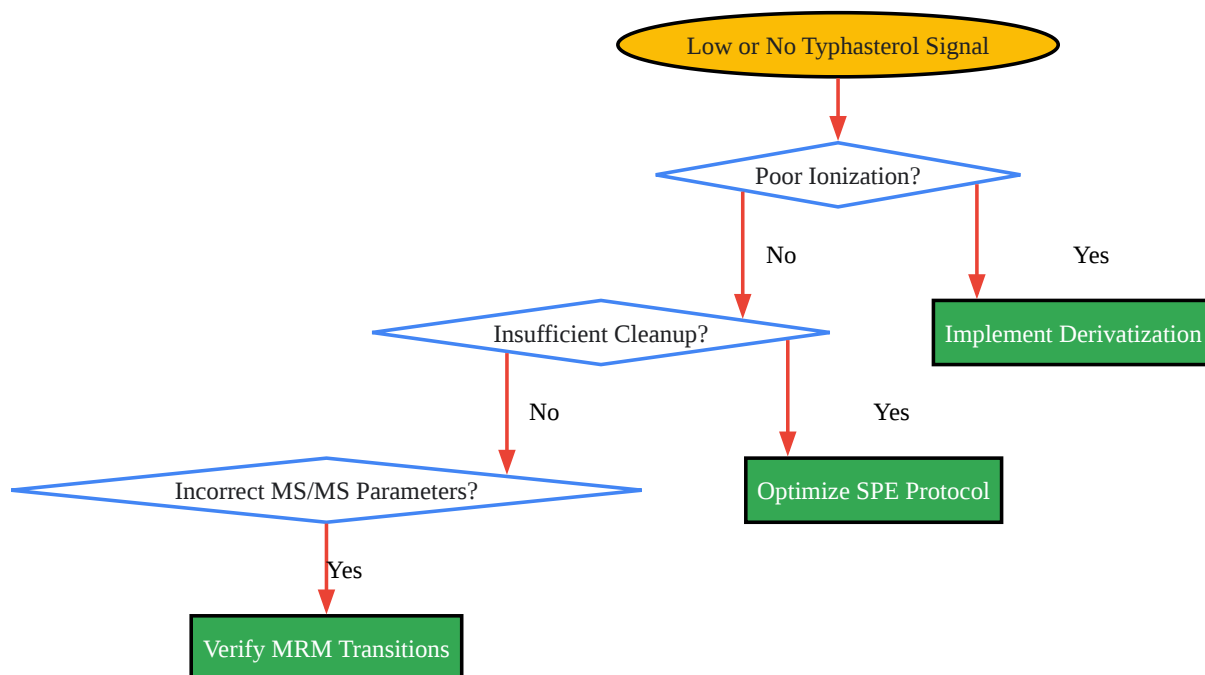 Low or No Typhasterol Signal
Poor Ionization?
No
Yes
Insufficient Cleanup?
Implement Derivatization
No
Yes
Incorrect MS/MS Parameters?
Optimize SPE Protocol
Yes
Verify MRM Transitions